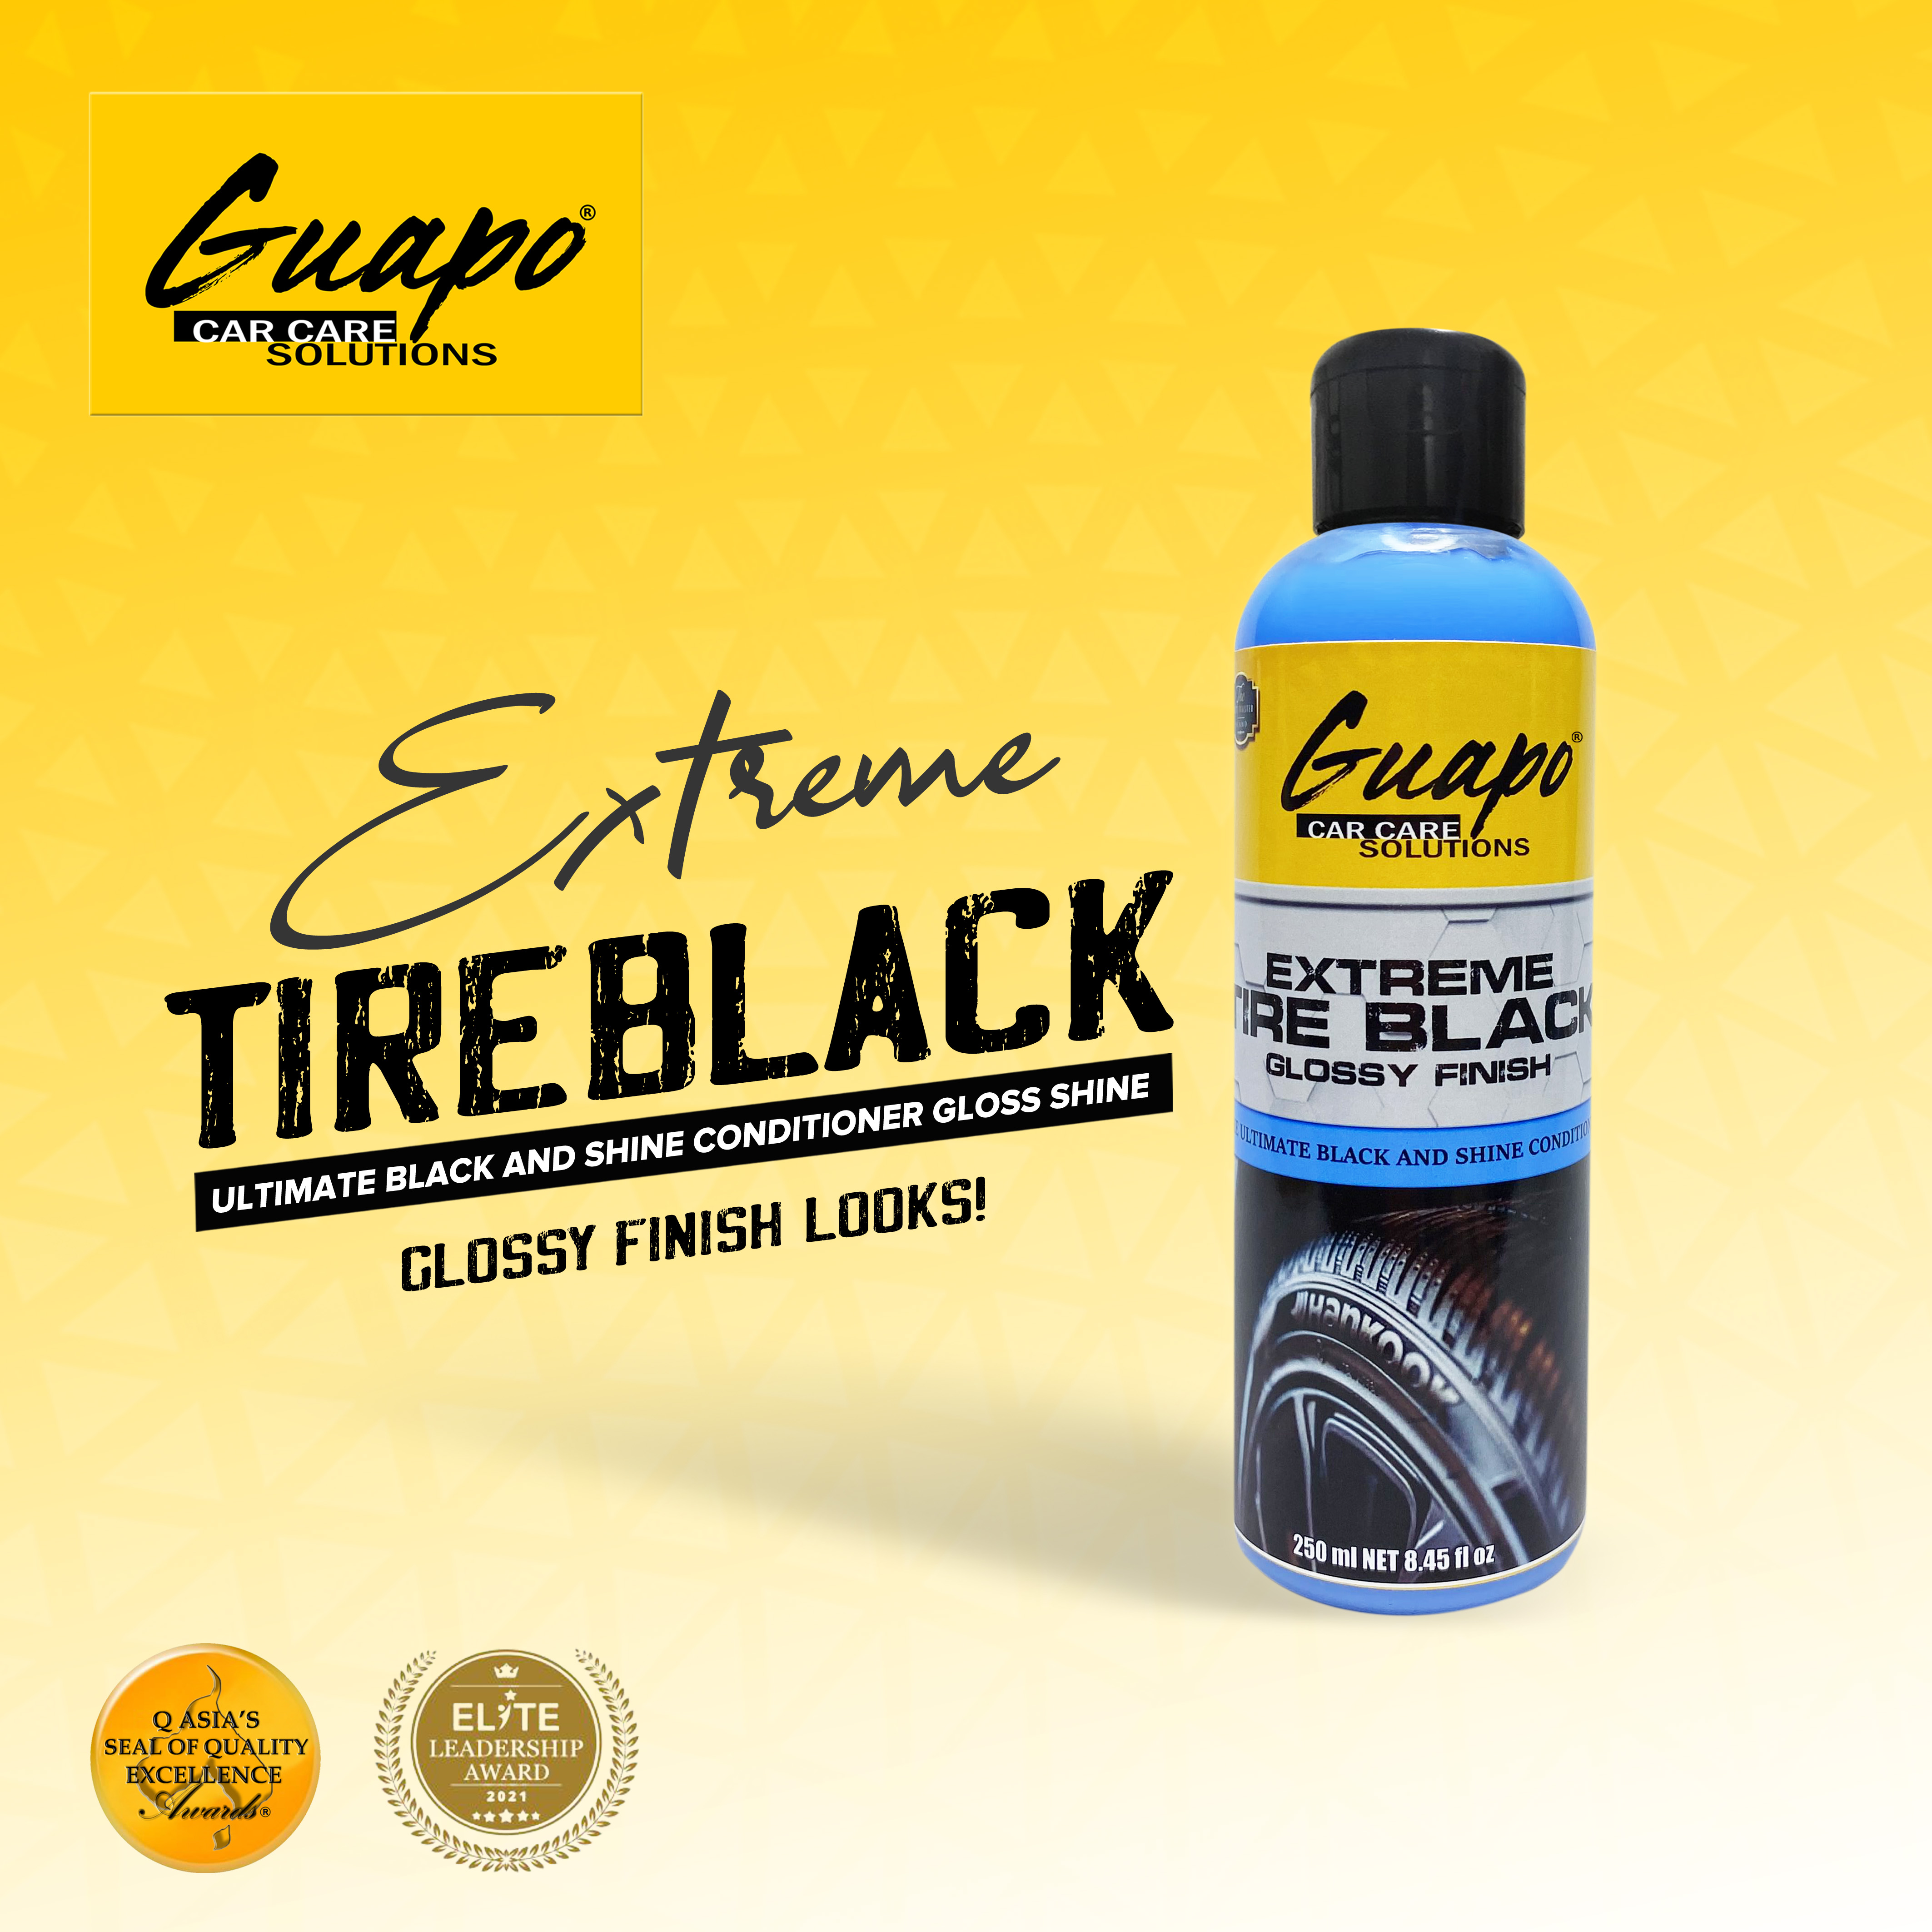 Guapo®
CAR CARE
SOLUTIONS
Extreme
TIREBLACK
ULTIMATE BLACK AND SHINE CONDITIONER GLOSS SHINE
GLOSSY FINISH LOOKS!
Guapo®
CAR CARE
SOLUTIONS
EXTREME
TIRE BLACK
GLOSSY FINISH
ULTIMATE BLACK AND SHINE
Hankook
250 ml NET 8.45 fl oz
Q ASIA'S
SEAL OF QUALITY
EXCELLENCE
Awards®
ELITE
LEADERSHIP
AWARD
2021